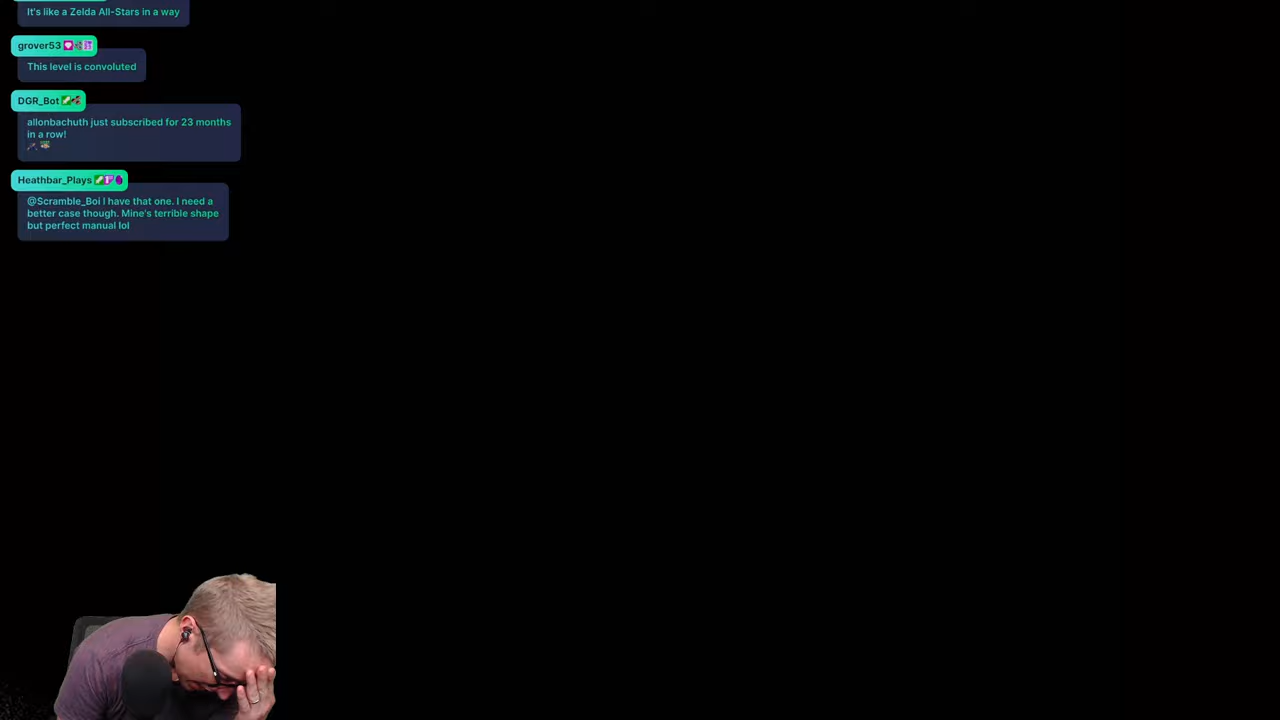 It's like a Zelda All-Stars in a way
grover53
This level is convoluted
DGR_Bot
allonbachuth just subscribed for 23 months
in a row!
Heathbar_Plays
@Scramble_Boi I have that one. I need a
better case though. Mine's terrible shape
but perfect manual lol